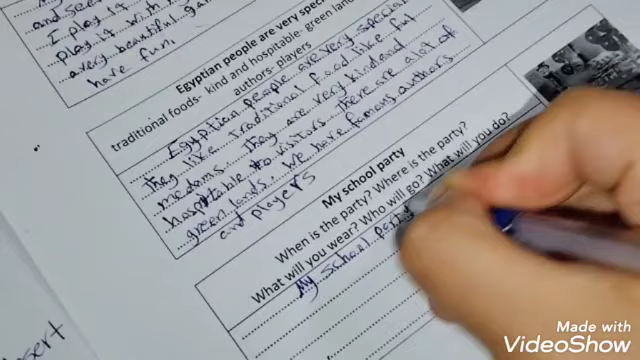 and see
I play it
play it with
a very beautiful ga
have fun.
Egyptian people are very spec
traditional foods- kind and hospitable- green lan
authors- players
Egyptian people are very special
They like traditional food like ful
medams. They are very kind and
hospitable to visitors. There are a lot of
green lands. We have famous authors
and players
My school party
When is the party? Where is the party?
What will you wear? Who will go? What will you do?
My school part
sert
Made with
VideoShow